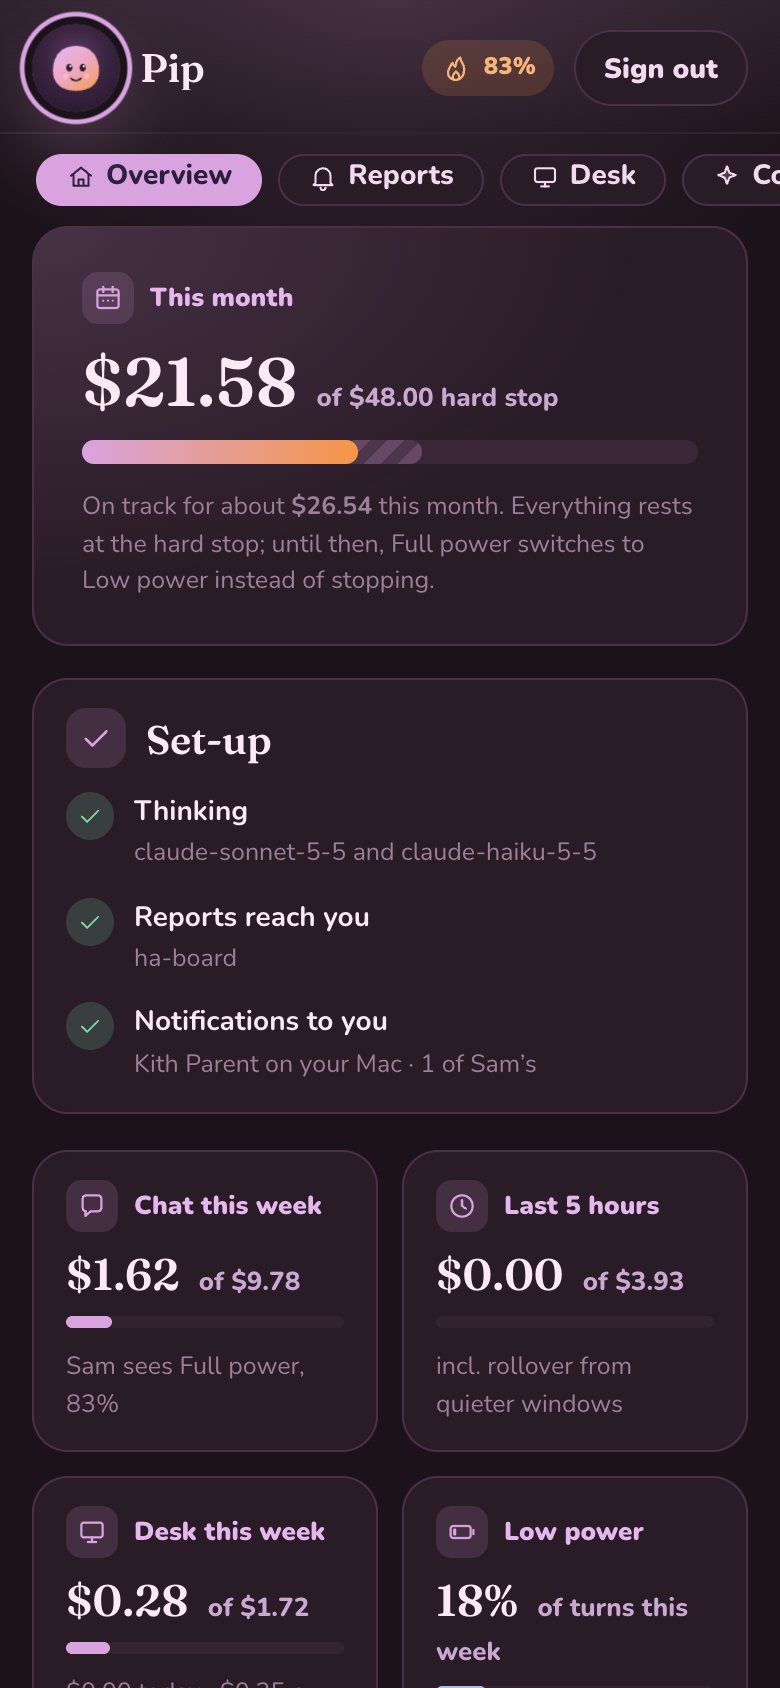 Pip
83%
Sign out
Overview
Reports
Desk
This month
$21.58 of $48.00 hard stop
On track for about $26.54 this month. Everything rests
at the hard stop; until then, Full power switches to
Low power instead of stopping.
Set-up
Thinking
claude-sonnet-5-5 and claude-haiku-5-5
Reports reach you
ha-board
Notifications to you
Kith Parent on your Mac · 1 of Sam’s
Chat this week
$1.62 of $9.78
Sam sees Full power,
83%
Last 5 hours
$0.00 of $3.93
incl. rollover from
quieter windows
Desk this week
$0.28 of $1.72
Low power
18% of turns this
week